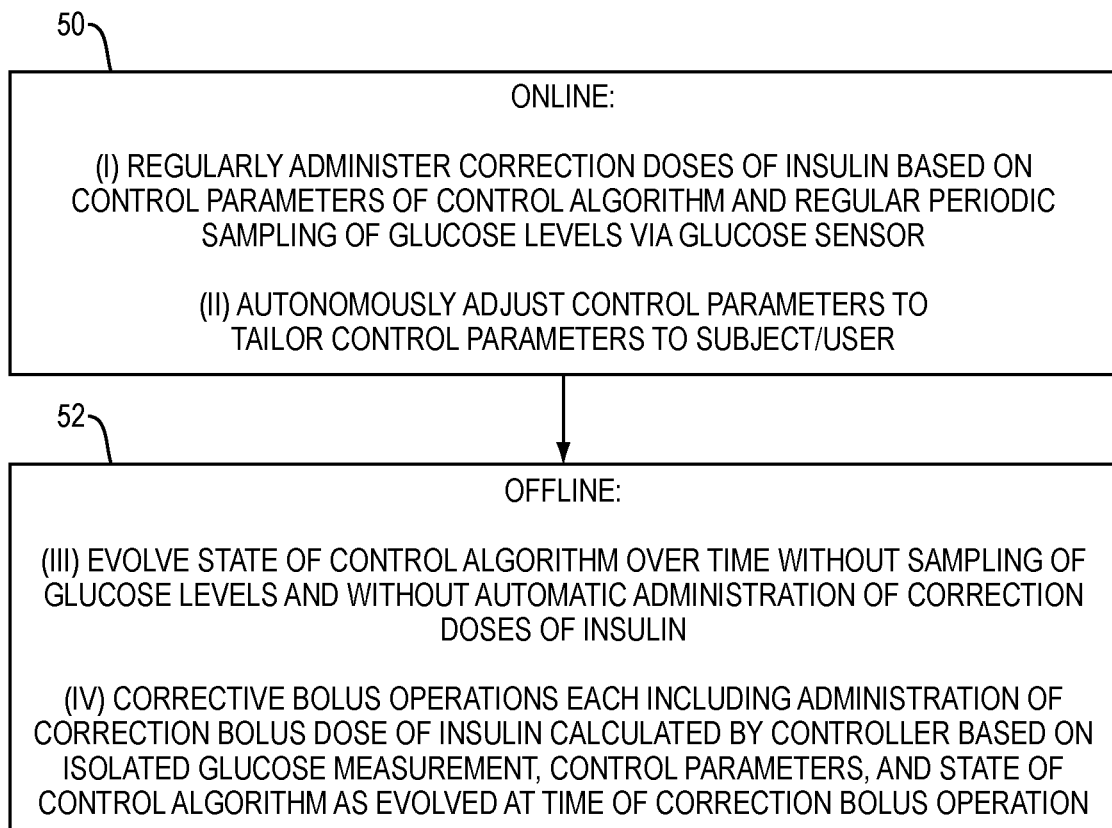 50
ONLINE:
(I) REGULARLY ADMINISTER CORRECTION DOSES OF INSULIN BASED ON
CONTROL PARAMETERS OF CONTROL ALGORITHM AND REGULAR PERIODIC
SAMPLING OF GLUCOSE LEVELS VIA GLUCOSE SENSOR
(II) AUTONOMOUSLY ADJUST CONTROL PARAMETERS TO
TAILOR CONTROL PARAMETERS TO SUBJECT/USER
52
OFFLINE:
(III) EVOLVE STATE OF CONTROL ALGORITHM OVER TIME WITHOUT SAMPLING OF
GLUCOSE LEVELS AND WITHOUT AUTOMATIC ADMINISTRATION OF CORRECTION
DOSES OF INSULIN
(IV) CORRECTIVE BOLUS OPERATIONS EACH INCLUDING ADMINISTRATION OF
CORRECTION BOLUS DOSE OF INSULIN CALCULATED BY CONTROLLER BASED ON
ISOLATED GLUCOSE MEASUREMENT, CONTROL PARAMETERS, AND STATE OF
CONTROL ALGORITHM AS EVOLVED AT TIME OF CORRECTION BOLUS OPERATION